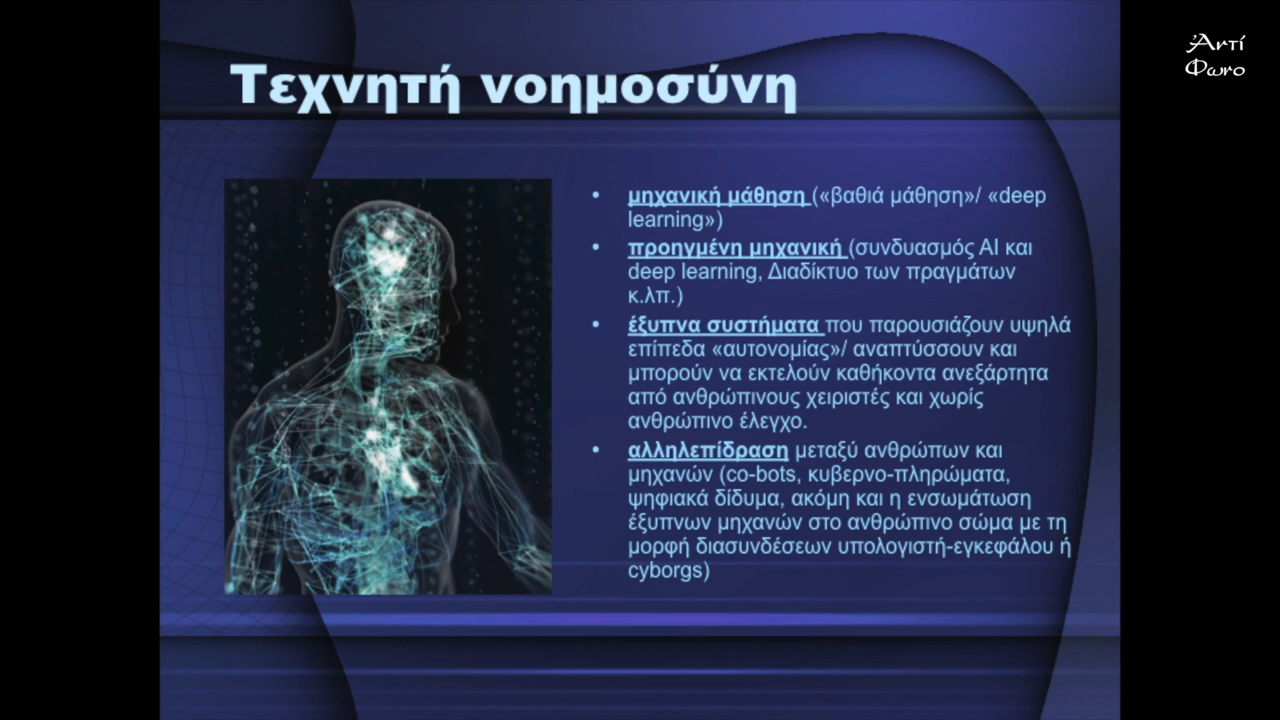 Τεχνητή νοημοσύνη
• μηχανική μάθηση («βαθιά μάθηση»/ «deep
learning»)
• προηγμένη μηχανική (συνδυασμός AI και
deep learning, Διαδίκτυο των πραγμάτων
κ.λπ.)
• έξυπνα συστήματα που παρουσιάζουν υψηλά
επίπεδα «αυτονομίας»/ αναπτύσσουν και
μπορούν να εκτελούν καθήκοντα ανεξάρτητα
από ανθρώπινους χειριστές και χωρίς
ανθρώπινο έλεγχο.
• αλληλεπίδραση μεταξύ ανθρώπων και
μηχανών (co-bots, κυβερνο-πληρώματα,
ψηφιακά δίδυμα, ακόμη και η ενσωμάτωση
έξυπνων μηχανών στο ανθρώπινο σώμα με τη
μορφή διασυνδέσεων υπολογιστή-εγκεφάλου ή
cyborgs)
Ἀντί
Φωνο